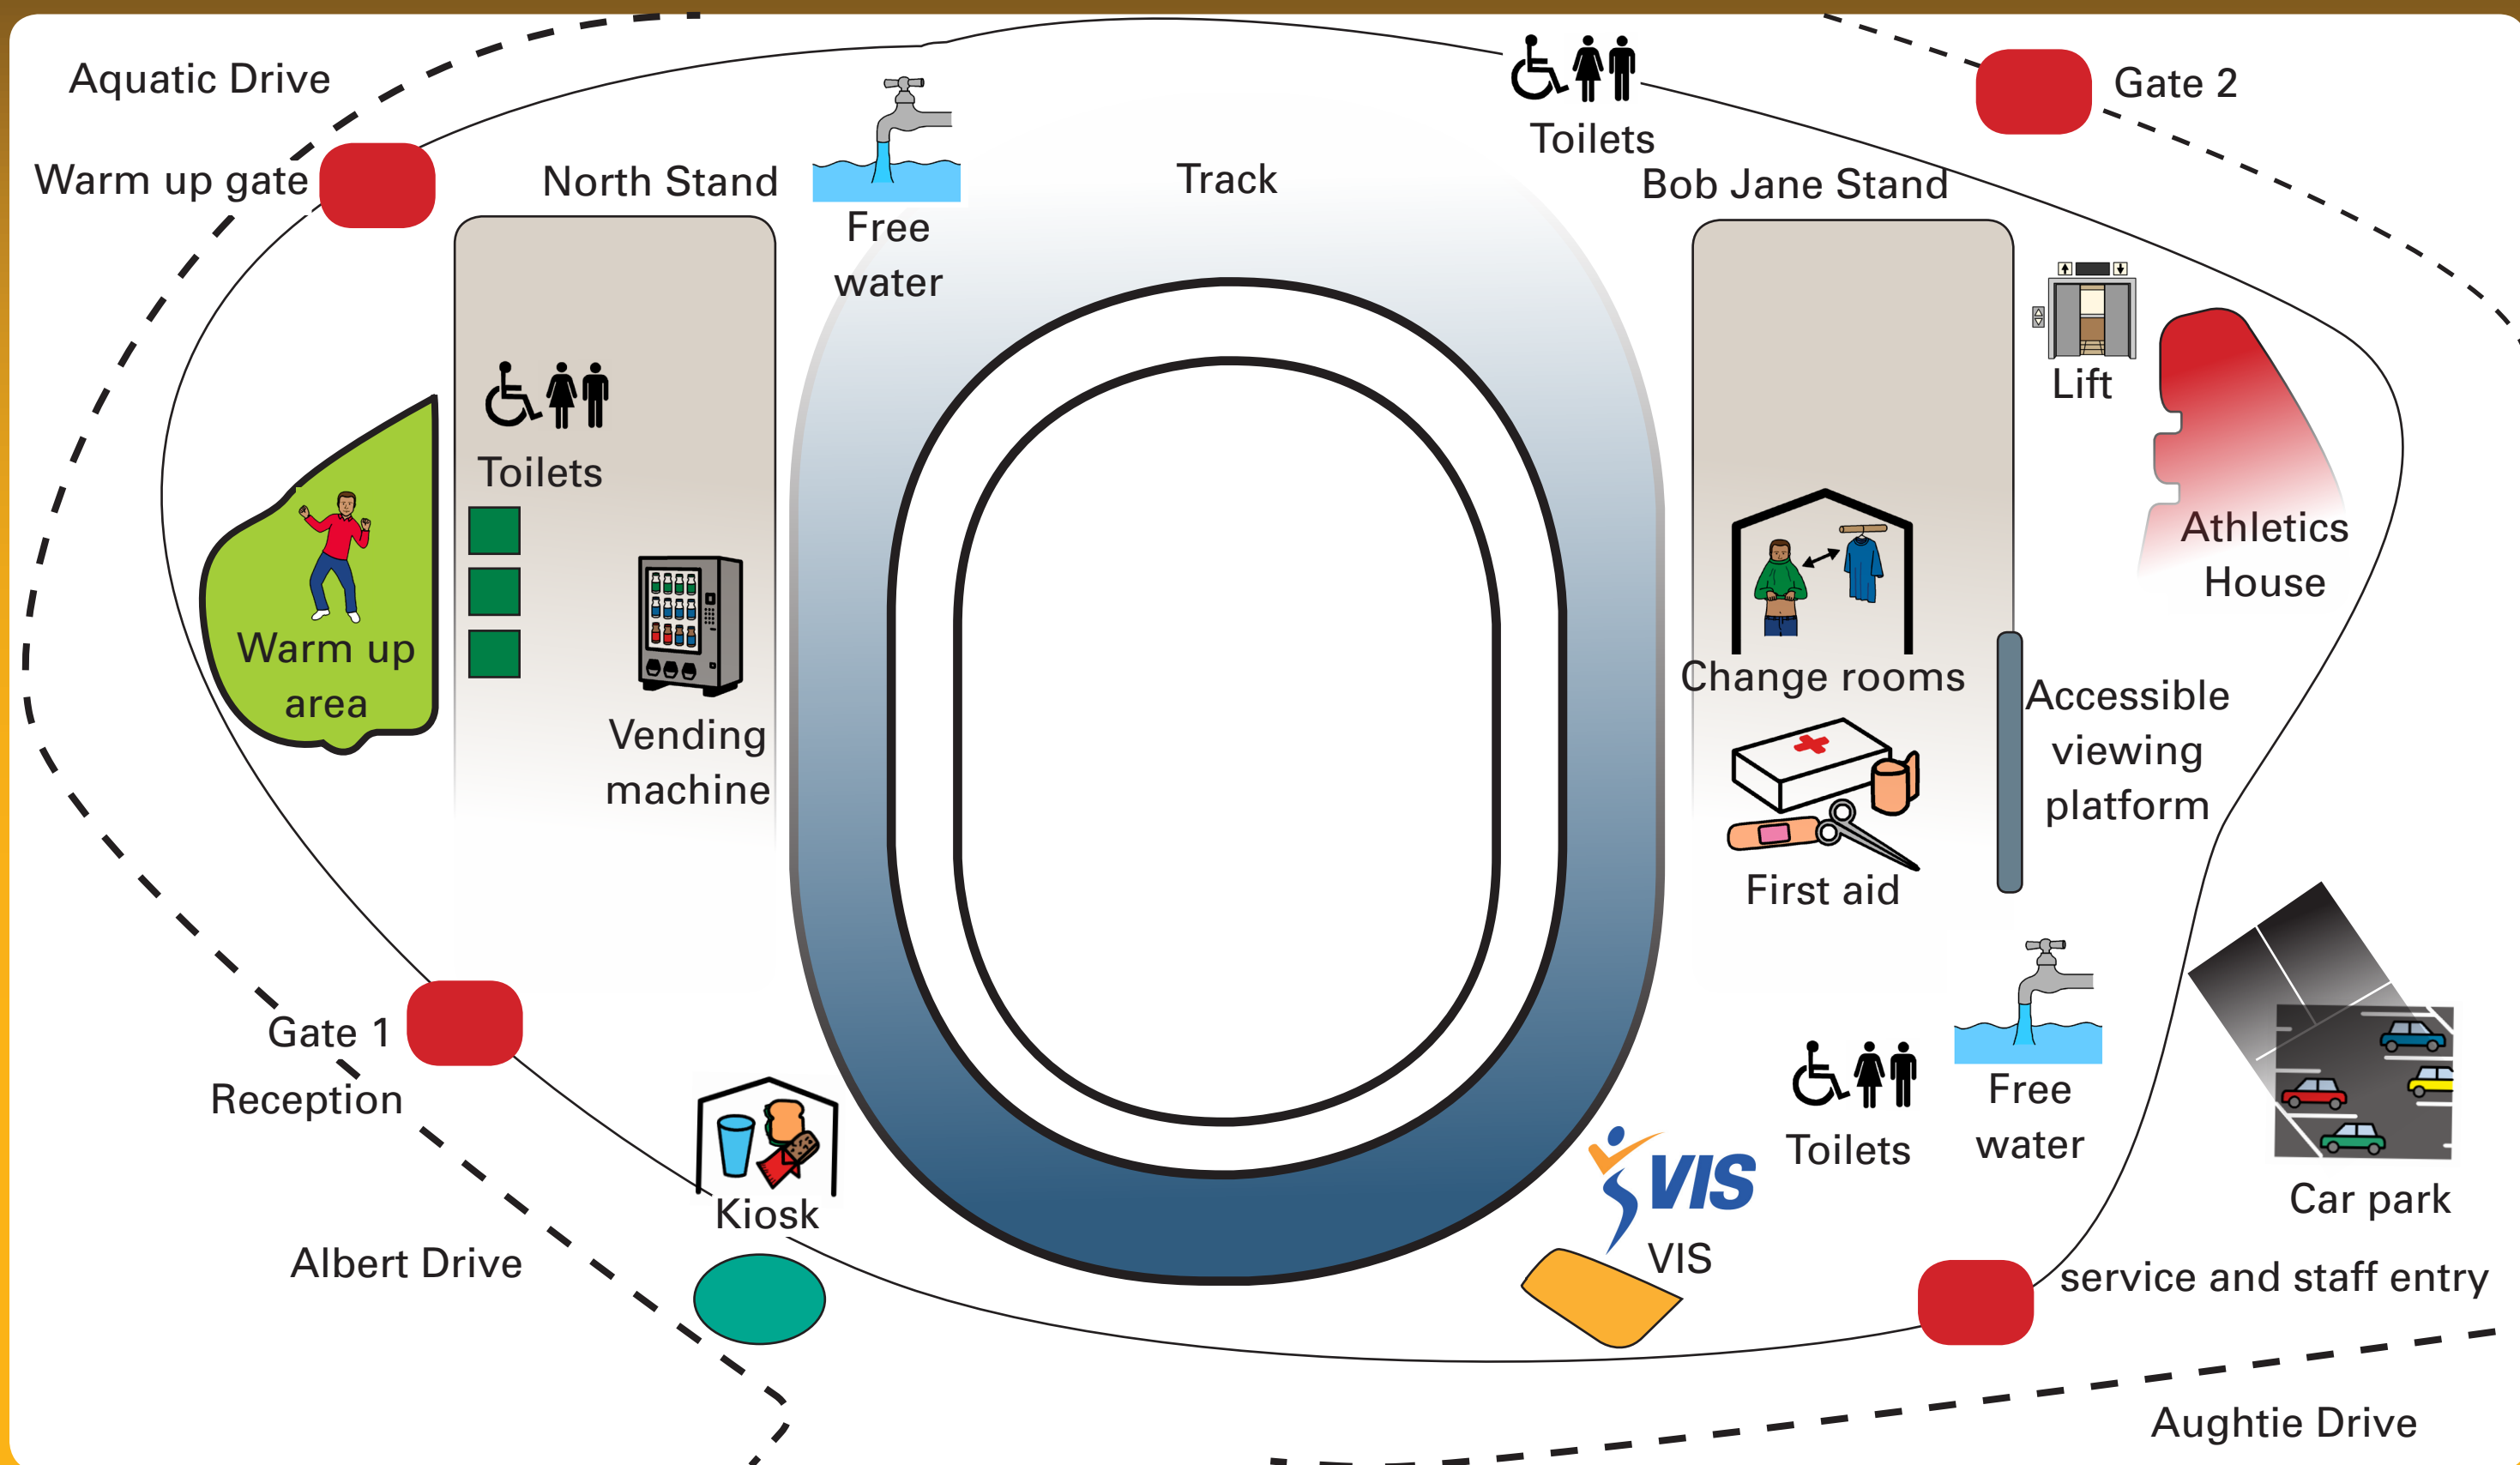 Aquatic Drive
Warm up gate
North Stand
Free
water
Track
Toilets
Bob Jane Stand
Gate 2
Lift
Toilets
Athletics
House
Warm up
area
Vending
machine
Change rooms
Accessible
viewing
platform
First aid
Gate 1
Reception
Kiosk
Albert Drive
VIS
VIS
Toilets
Free
water
Car park
service and staff entry
Aughtie Drive